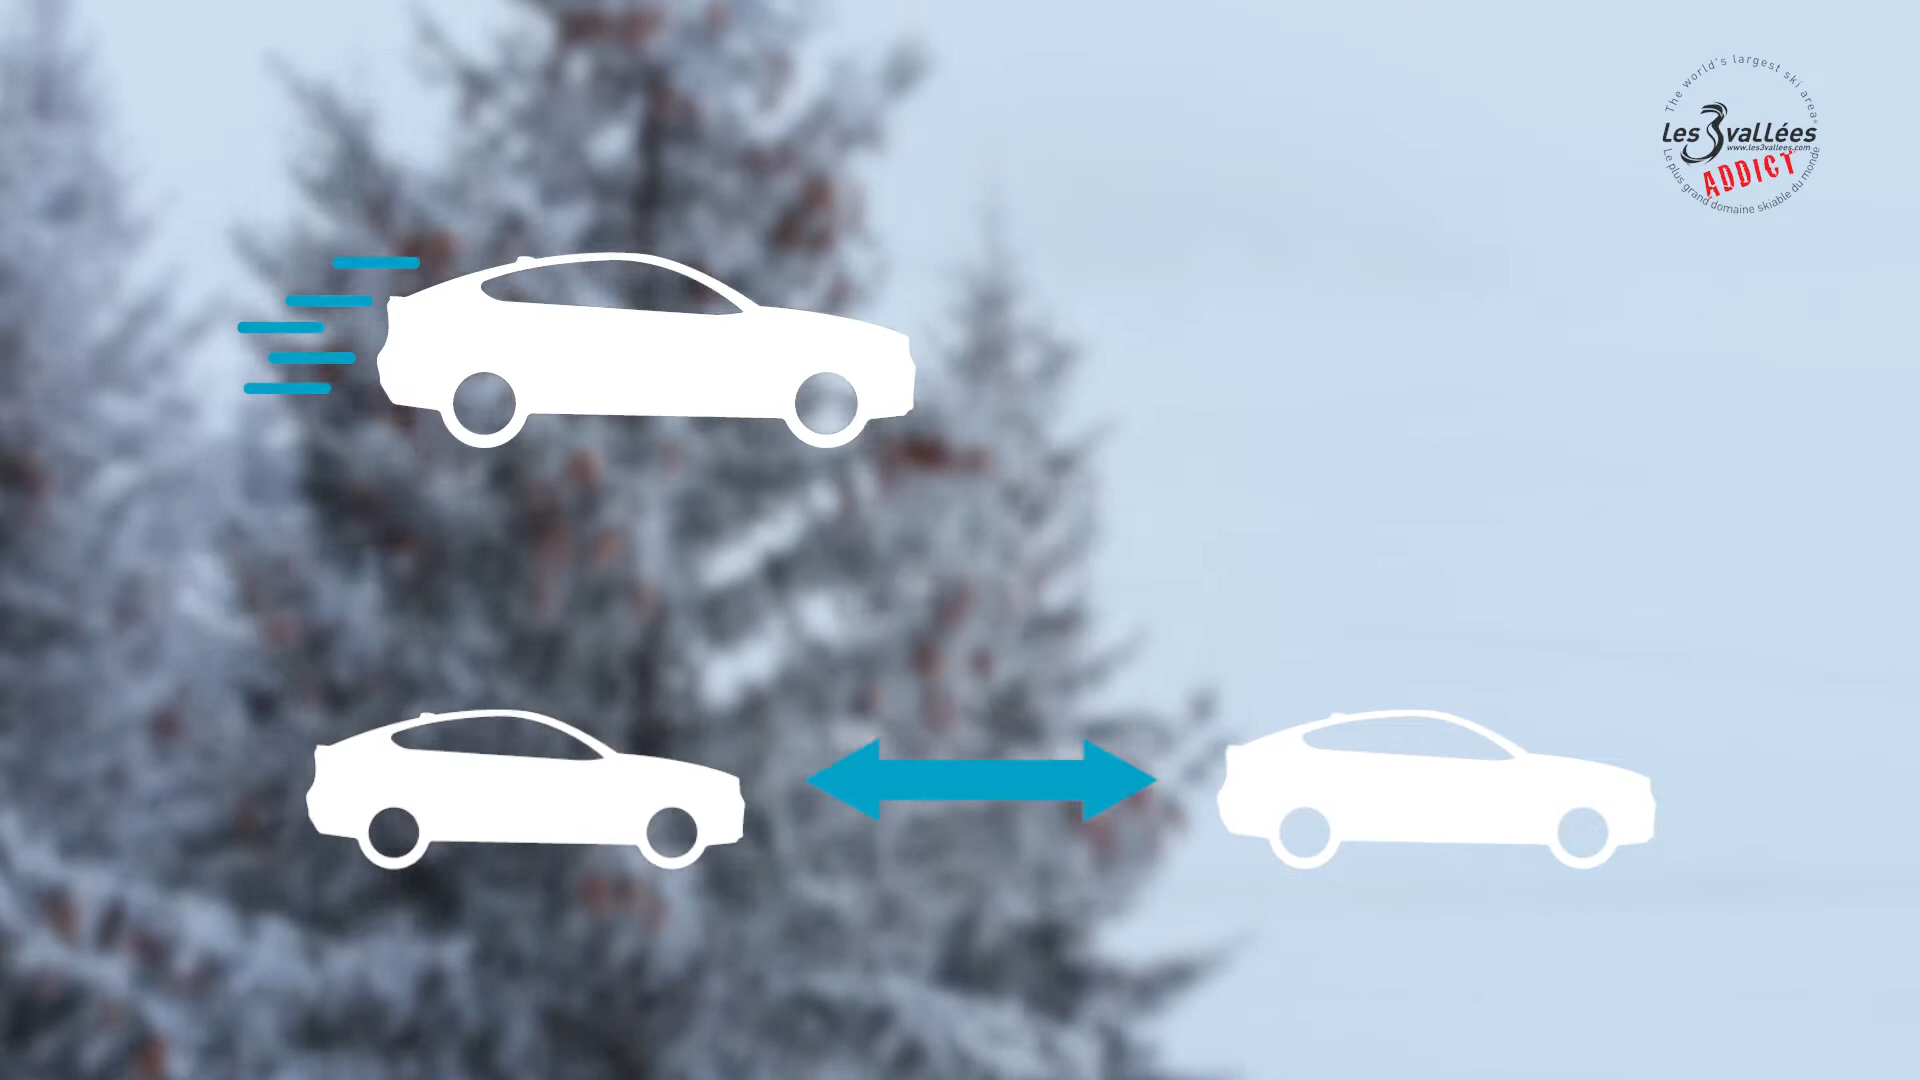 The world's largest ski area®
Les 3 vallées
www.les3vallees.com
ADDICT
Le plus grand domaine skiable du monde